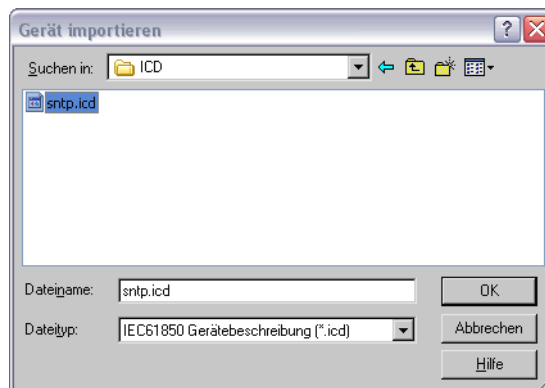 Gerät importieren
Suchen in: ICD
sntp.icd
Dateiname: sntp.icd OK
Dateityp: IEC61850 Gerätebeschreibung (*.icd) Abbrechen
Hilfe